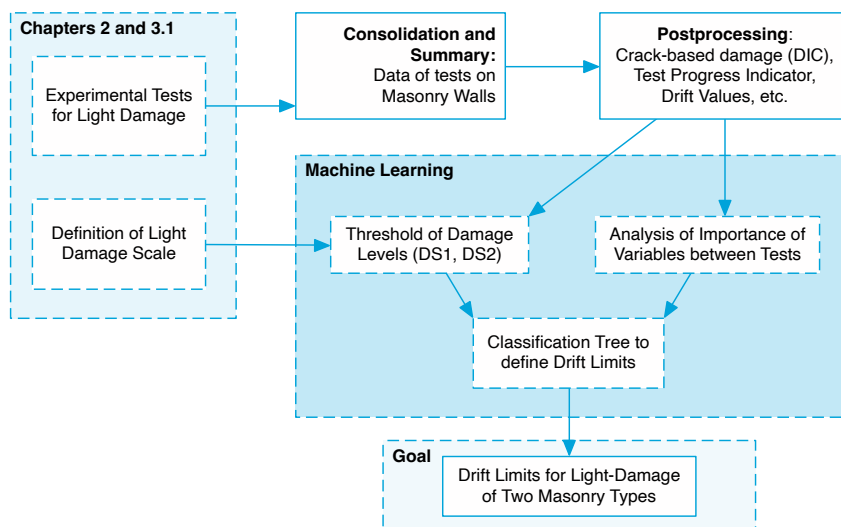 Chapters 2 and 3.1
Experimental Tests
for Light Damage
Definition of Light
Damage Scale
Consolidation and
Summary:
Data of tests on
Masonry Walls
Postprocessing:
Crack-based damage (DIC),
Test Progress Indicator,
Drift Values, etc.
Machine Learning
Threshold of Damage
Levels (DS1, DS2)
Analysis of Importance of
Variables between Tests
Classification Tree to
define Drift Limits
Goal
Drift Limits for Light-Damage
of Two Masonry Types